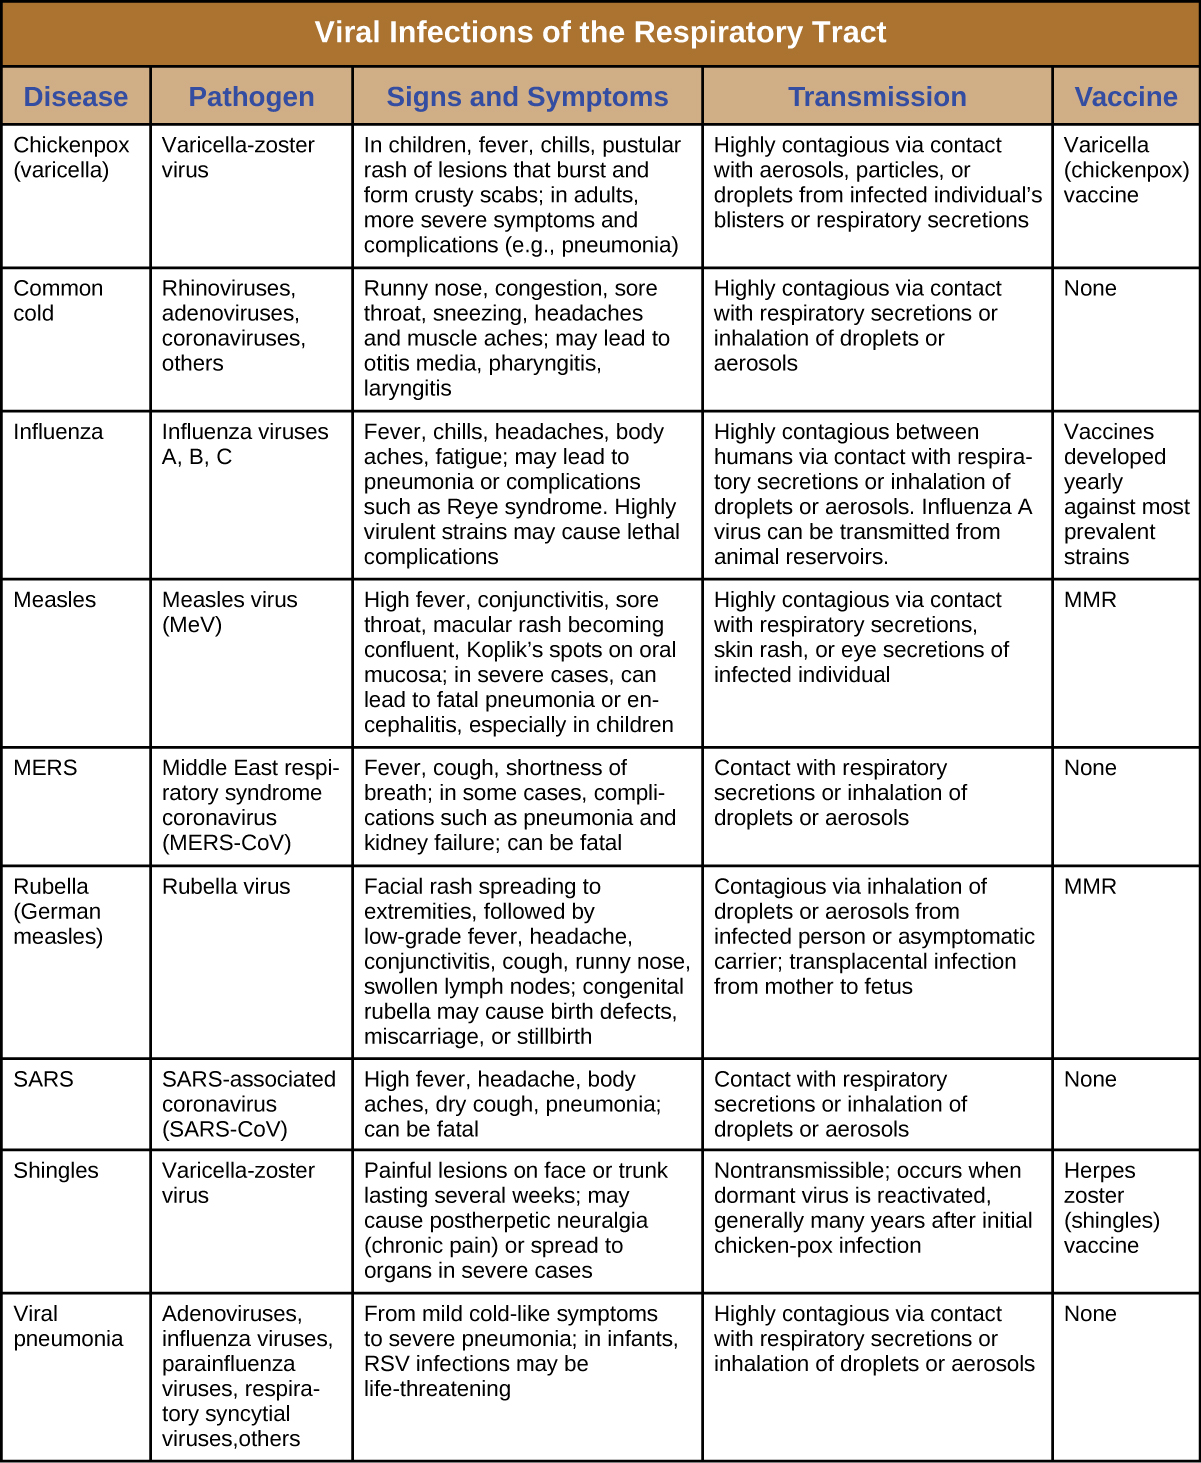 Viral Infections of the Respiratory Tract
Disease
Pathogen
Signs and Symptoms
Transmission
Vaccine
Chickenpox
(varicella)
Varicella-zoster
virus
In children, fever, chills, pustular
rash of lesions that burst and
form crusty scabs; in adults,
more severe symptoms and
complications (e.g., pneumonia)
Highly contagious via contact
with aerosols, particles, or
droplets from infected individual’s
blisters or respiratory secretions
Varicella
(chickenpox)
vaccine
Common
cold
Rhinoviruses,
adenoviruses,
coronaviruses,
others
Runny nose, congestion, sore
throat, sneezing, headaches
and muscle aches; may lead to
otitis media, pharyngitis,
laryngitis
Highly contagious via contact
with respiratory secretions or
inhalation of droplets or
aerosols
None
Influenza
Influenza viruses
A, B, C
Fever, chills, headaches, body
aches, fatigue; may lead to
pneumonia or complications
such as Reye syndrome. Highly
virulent strains may cause lethal
complications
Highly contagious between
humans via contact with respira-
tory secretions or inhalation of
droplets or aerosols. Influenza A
virus can be transmitted from
animal reservoirs.
Vaccines
developed
yearly
against most
prevalent
strains
Measles
Measles virus
(MeV)
High fever, conjunctivitis, sore
throat, macular rash becoming
confluent, Koplik’s spots on oral
mucosa; in severe cases, can
lead to fatal pneumonia or en-
cephalitis, especially in children
Highly contagious via contact
with respiratory secretions,
skin rash, or eye secretions of
infected individual
MMR
MERS
Middle East respi-
ratory syndrome
coronavirus
(MERS-CoV)
Fever, cough, shortness of
breath; in some cases, compli-
cations such as pneumonia and
kidney failure; can be fatal
Contact with respiratory
secretions or inhalation of
droplets or aerosols
None
Rubella
(German
measles)
Rubella virus
Facial rash spreading to
extremities, followed by
low-grade fever, headache,
conjunctivitis, cough, runny nose,
swollen lymph nodes; congenital
rubella may cause birth defects,
miscarriage, or stillbirth
Contagious via inhalation of
droplets or aerosols from
infected person or asymptomatic
carrier; transplacental infection
from mother to fetus
MMR
SARS
SARS-associated
coronavirus
(SARS-CoV)
High fever, headache, body
aches, dry cough, pneumonia;
can be fatal
Contact with respiratory
secretions or inhalation of
droplets or aerosols
None
Shingles
Varicella-zoster
virus
Painful lesions on face or trunk
lasting several weeks; may
cause postherpetic neuralgia
(chronic pain) or spread to
organs in severe cases
Nontransmissible; occurs when
dormant virus is reactivated,
generally many years after initial
chicken-pox infection
Herpes
zoster
(shingles)
vaccine
Viral
pneumonia
Adenoviruses,
influenza viruses,
parainfluenza
viruses, respira-
tory syncytial
viruses,others
From mild cold-like symptoms
to severe pneumonia; in infants,
RSV infections may be
life-threatening
Highly contagious via contact
with respiratory secretions or
inhalation of droplets or aerosols
None